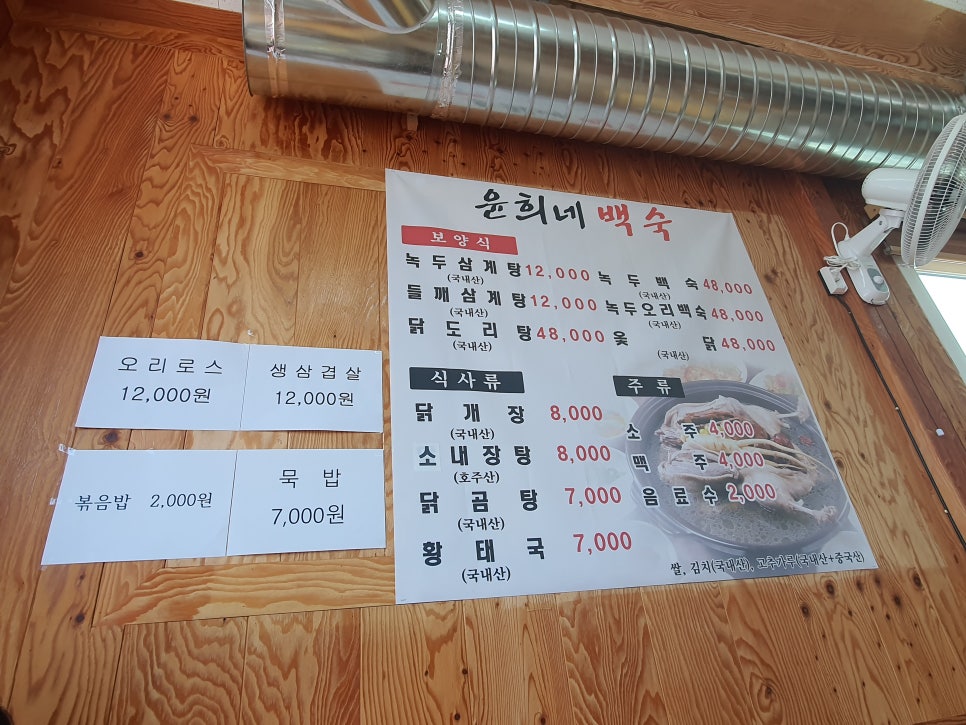 윤희네 백숙
보양식
녹두삼계탕 12,000
(국내산)
들깨삼계탕 12,000
(국내산)
닭도리탕 48,000
(국내산)
녹두백숙 48,000
(국내산)
녹두오리백숙 48,000
(국내산)
옻닭 48,000
(국내산)
식사류
닭개장 8,000
(국내산)
소내장탕 8,000
(호주산)
닭곰탕 7,000
(국내산)
황태국 7,000
(국내산)
주류
소주 4,000
맥주 4,000
음료수 2,000
쌀, 김치(국내산), 고추가루(국내산+중국산)
오리로스
12,000원
생삼겹살
12,000원
볶음밥 2,000원
묵밥
7,000원